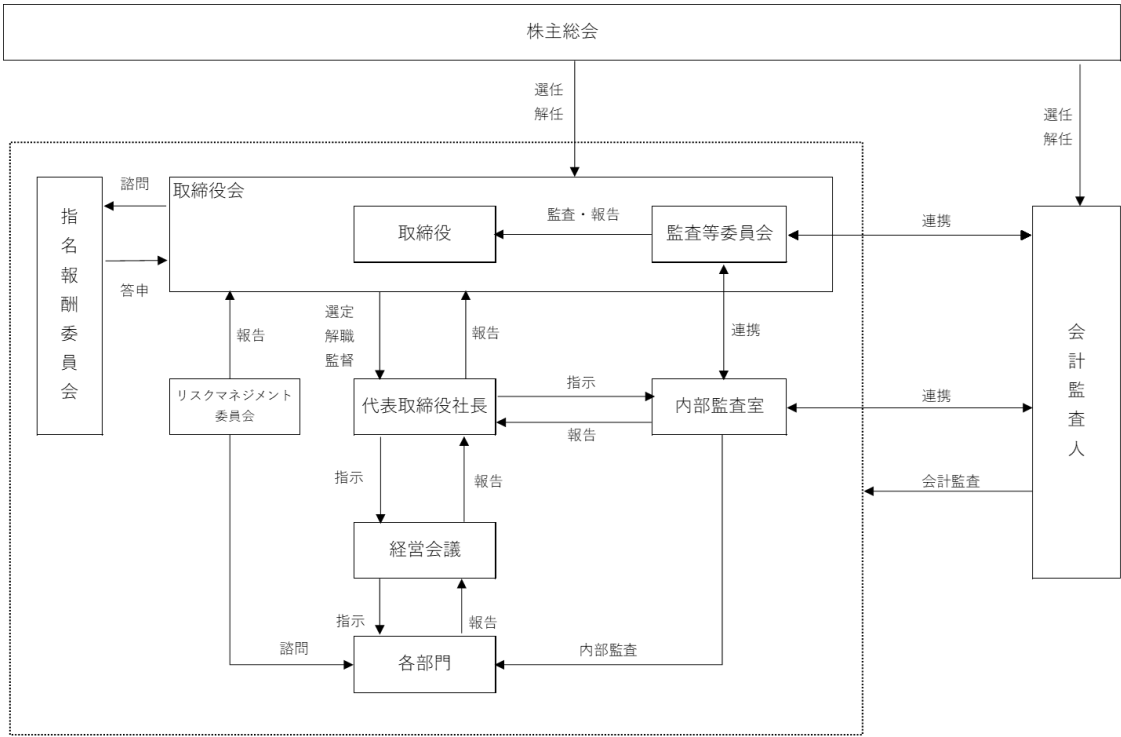 株主総会
選任
解任
選任
解任
指名報酬委員会
諮問
答申
取締役会
取締役
監査・報告
監査等委員会
連携
会計監査人
報告
選定
解職
監督
報告
連携
リスクマネジメント
委員会
代表取締役社長
指示
報告
内部監査室
連携
指示
報告
会計監査
経営会議
指示
報告
諮問
各部門
内部監査